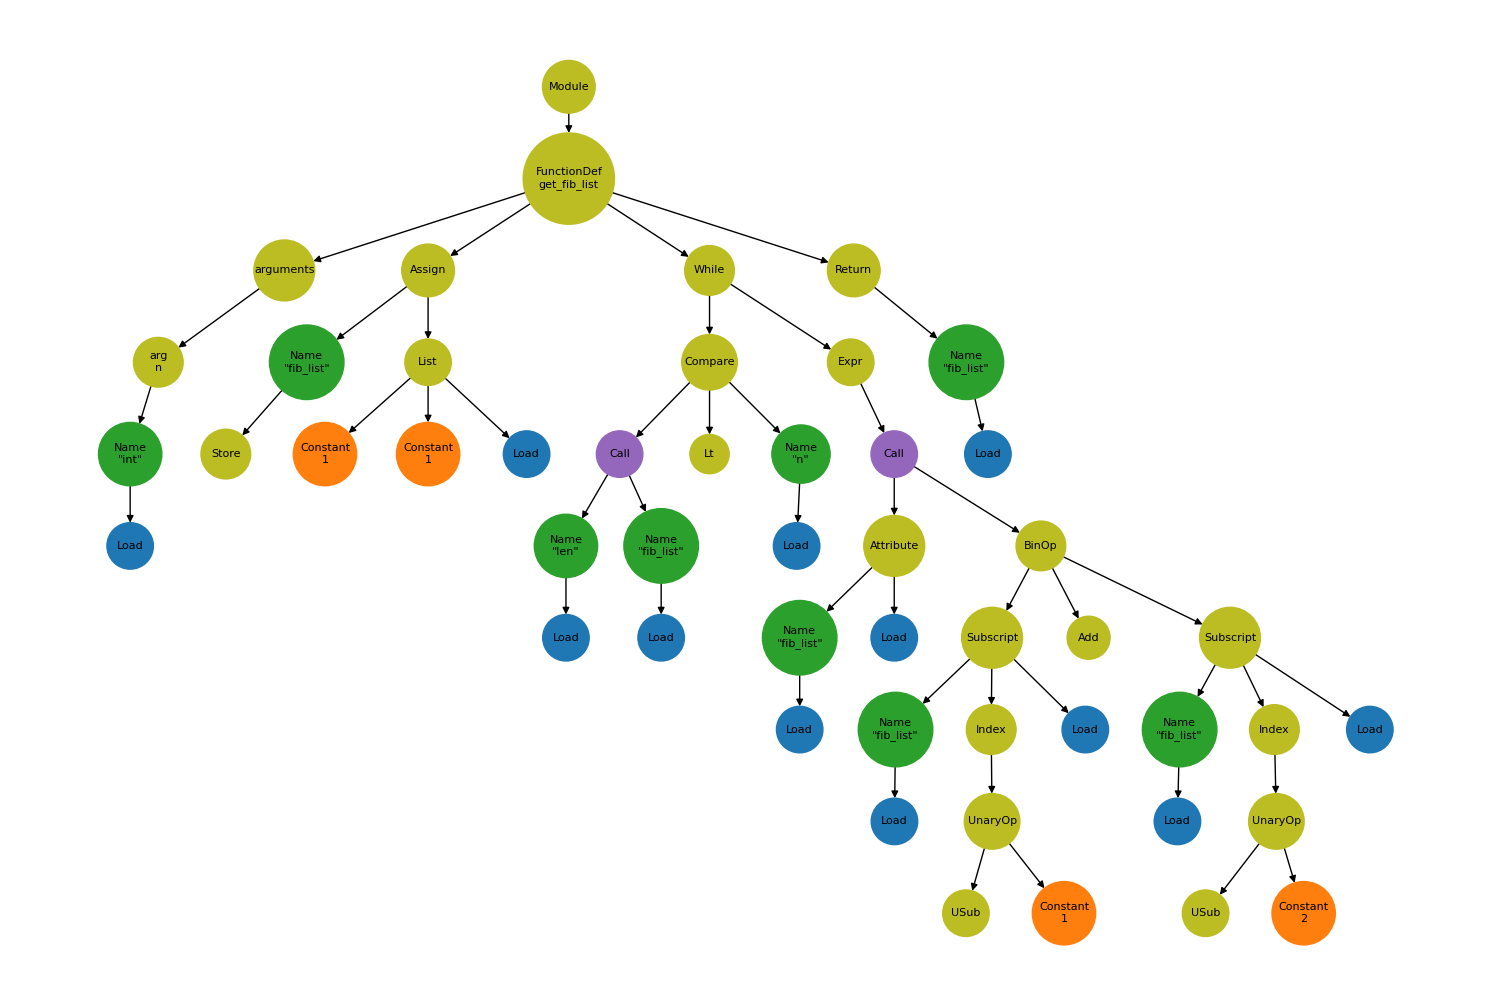 Module
FunctionDef
get_fib_list
arguments
Assign
While
Return
arg
n
Name
"fib_list"
List
Compare
Expr
Name
"fib_list"
Name
"int"
Store
Constant
1
Constant
1
Load
Call
Lt
Name
"n"
Call
Load
Load
Name
"len"
Name
"fib_list"
Load
Attribute
BinOp
Load
Load
Name
"fib_list"
Load
Subscript
Add
Subscript
Load
Name
"fib_list"
Index
Load
Name
"fib_list"
Index
Load
Load
UnaryOp
Load
UnaryOp
USub
Constant
1
USub
Constant
2